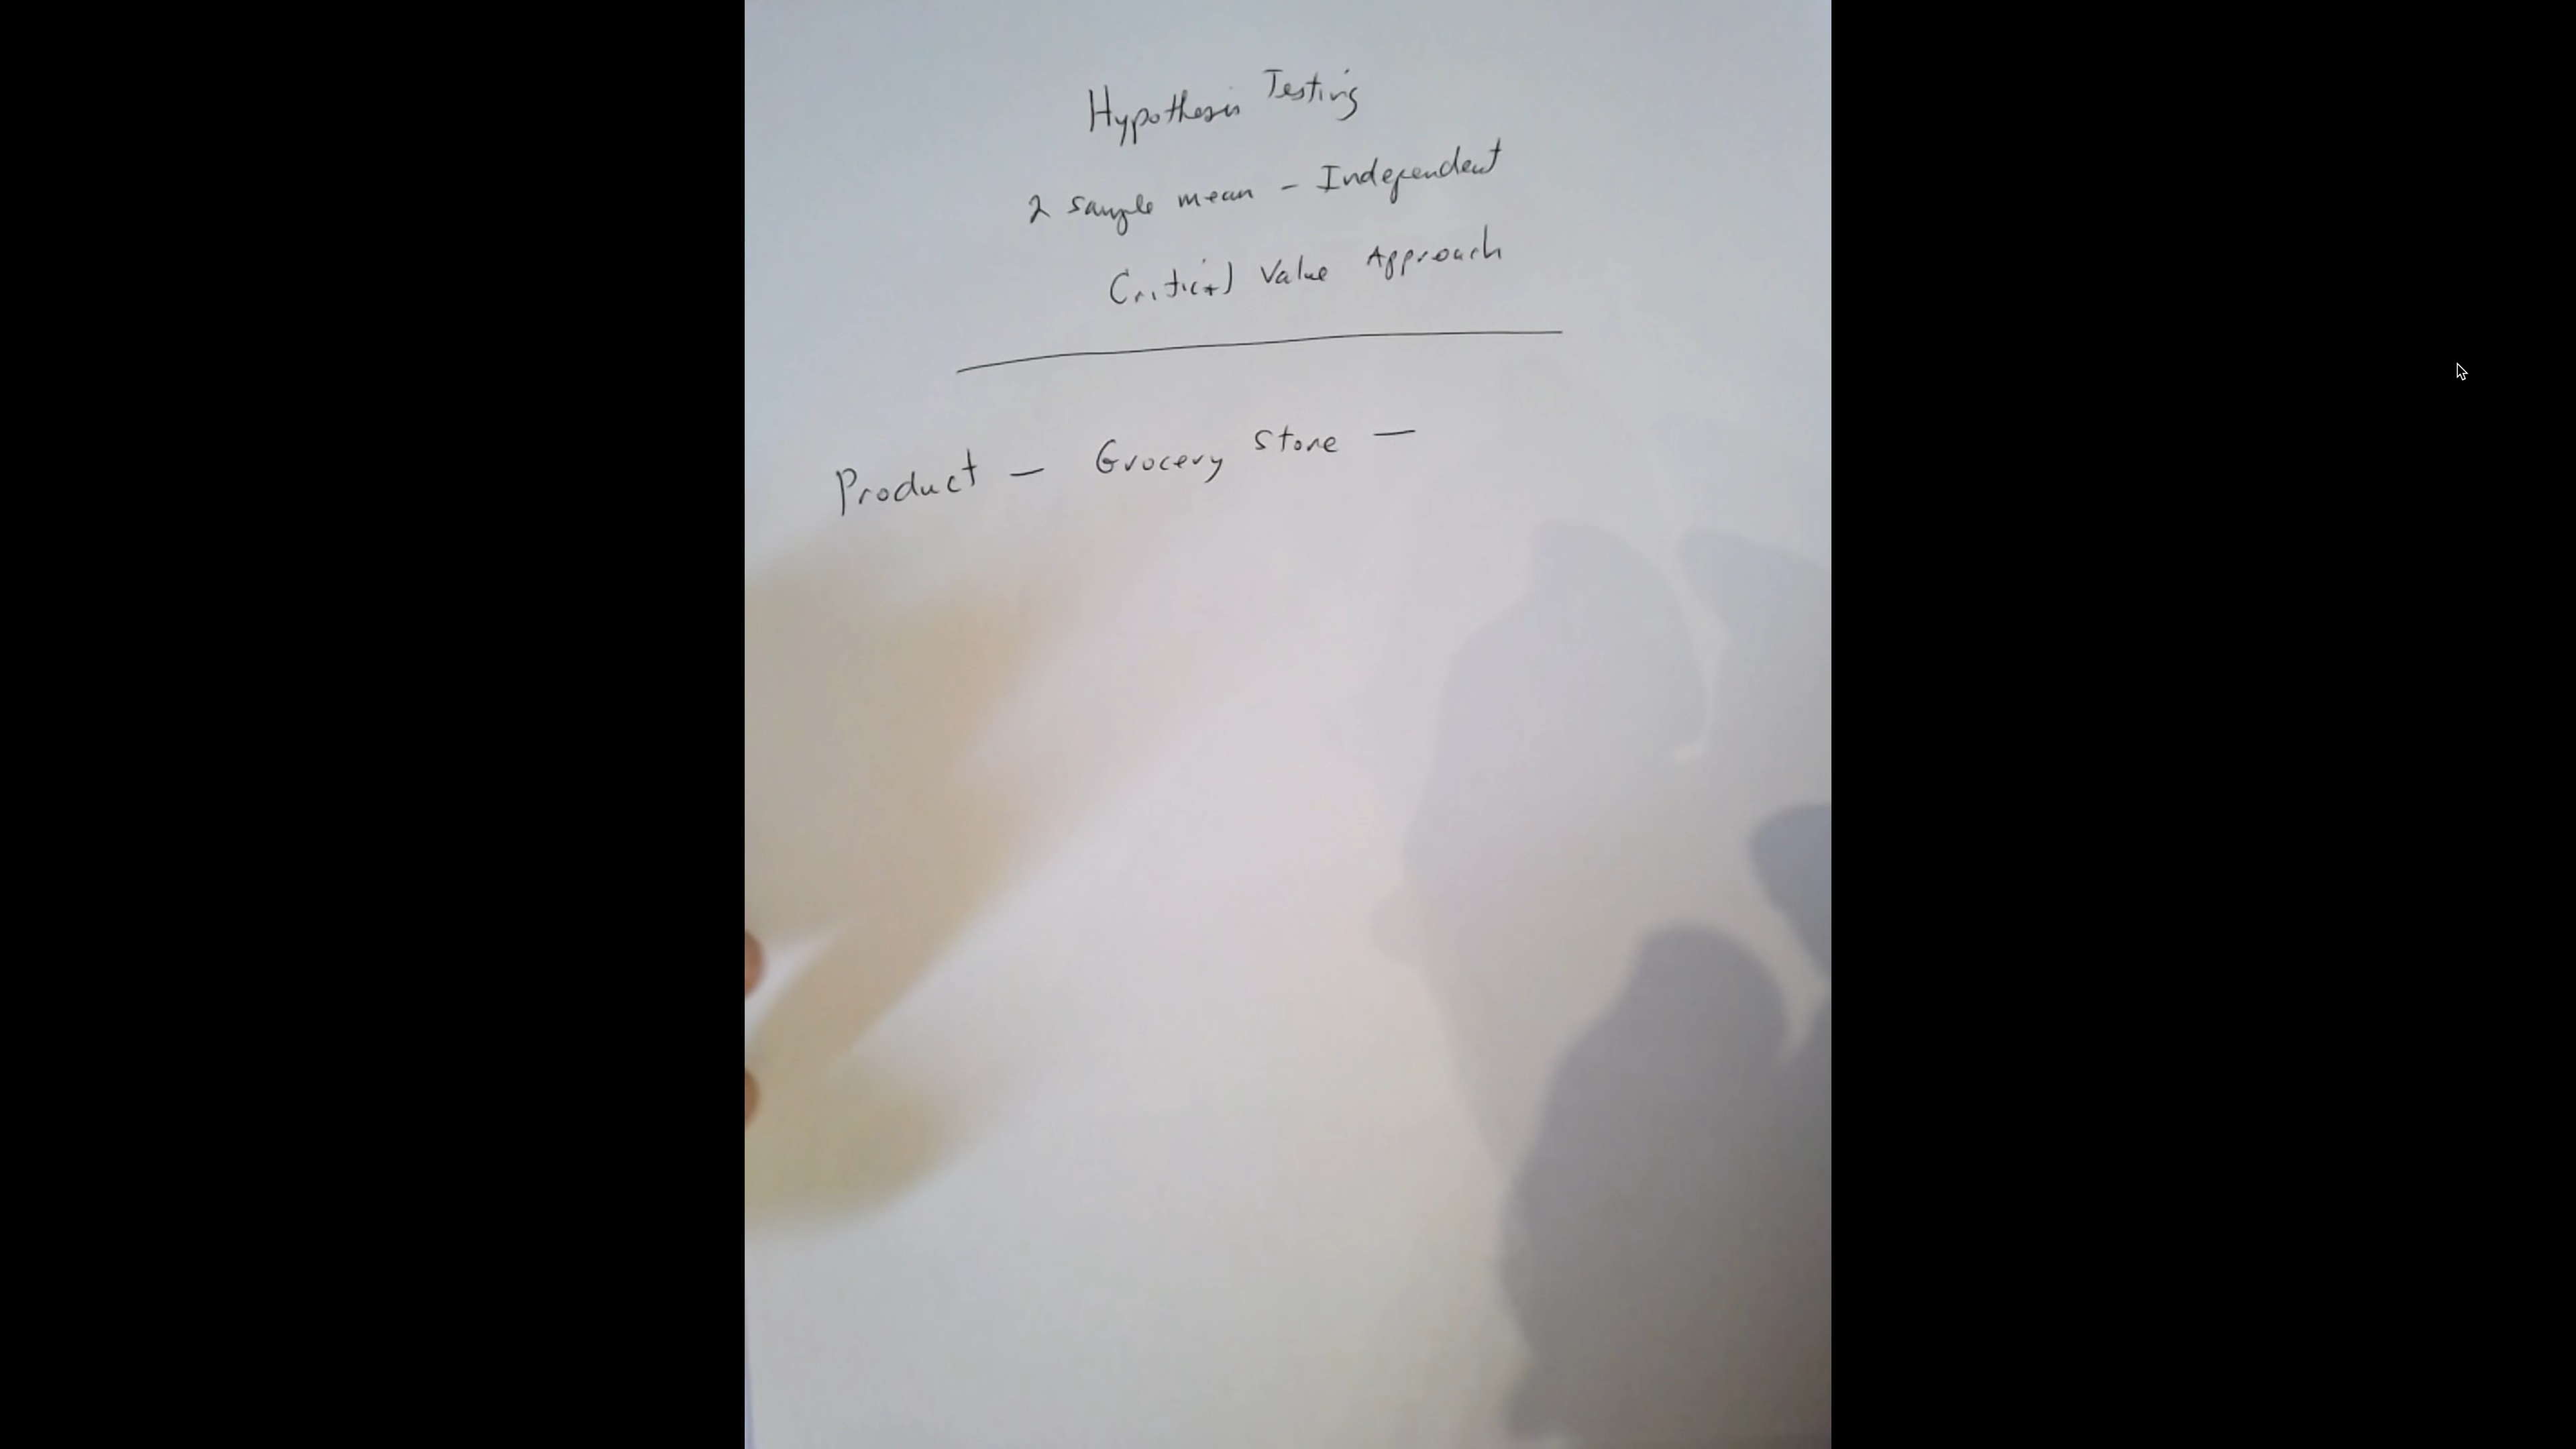 Hypothesis Testing
2 sample mean - Independent
Critical Value Approach
Product - Grocery Store -